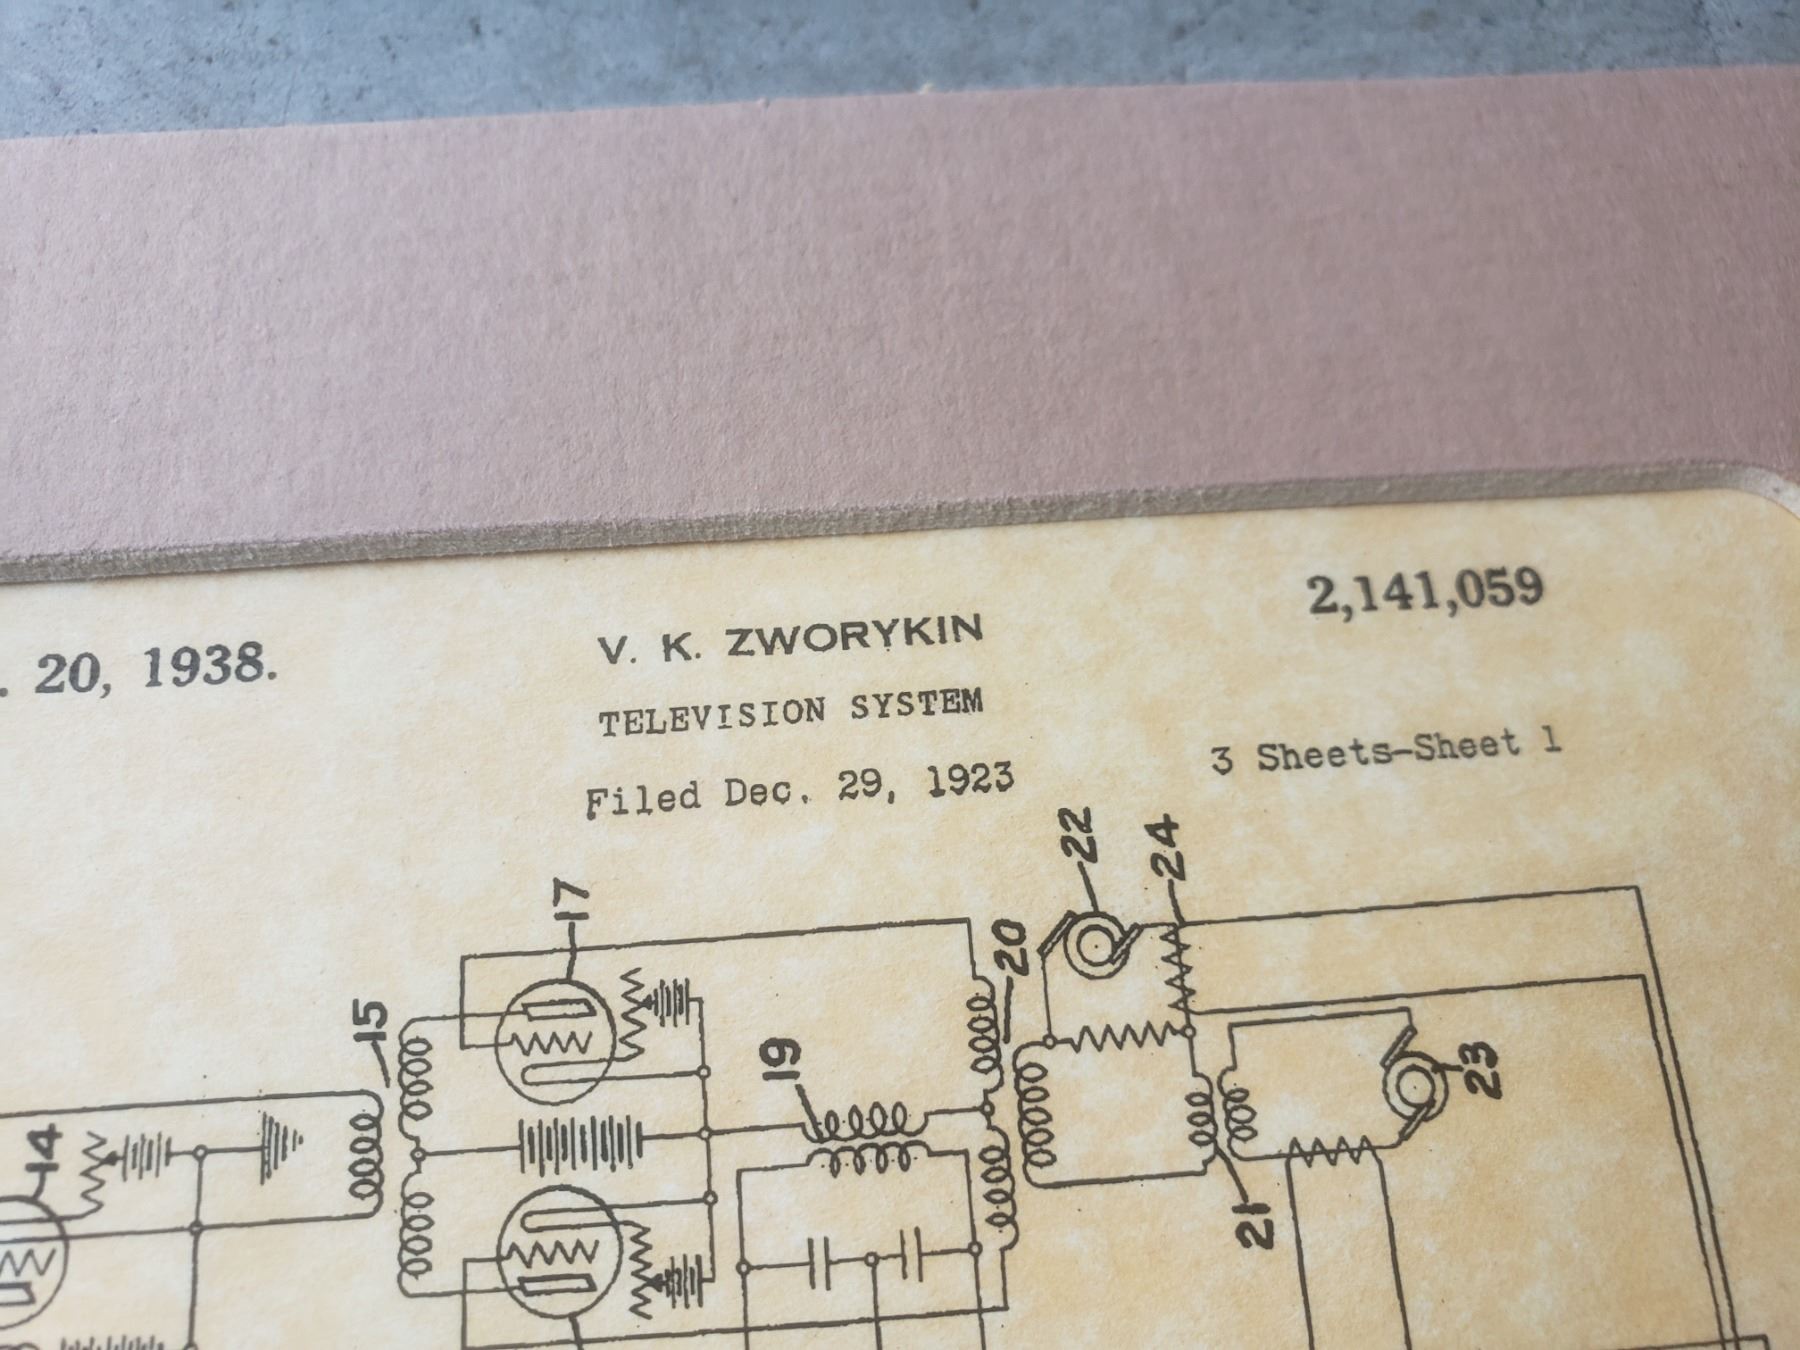 . 20, 1938.
V. K. ZWORYKIN
2,141,059
TELEVISION SYSTEM
Filed Dec. 29, 1923
3 Sheets-Sheet 1
22
24
17
20
15
19
23
14
21